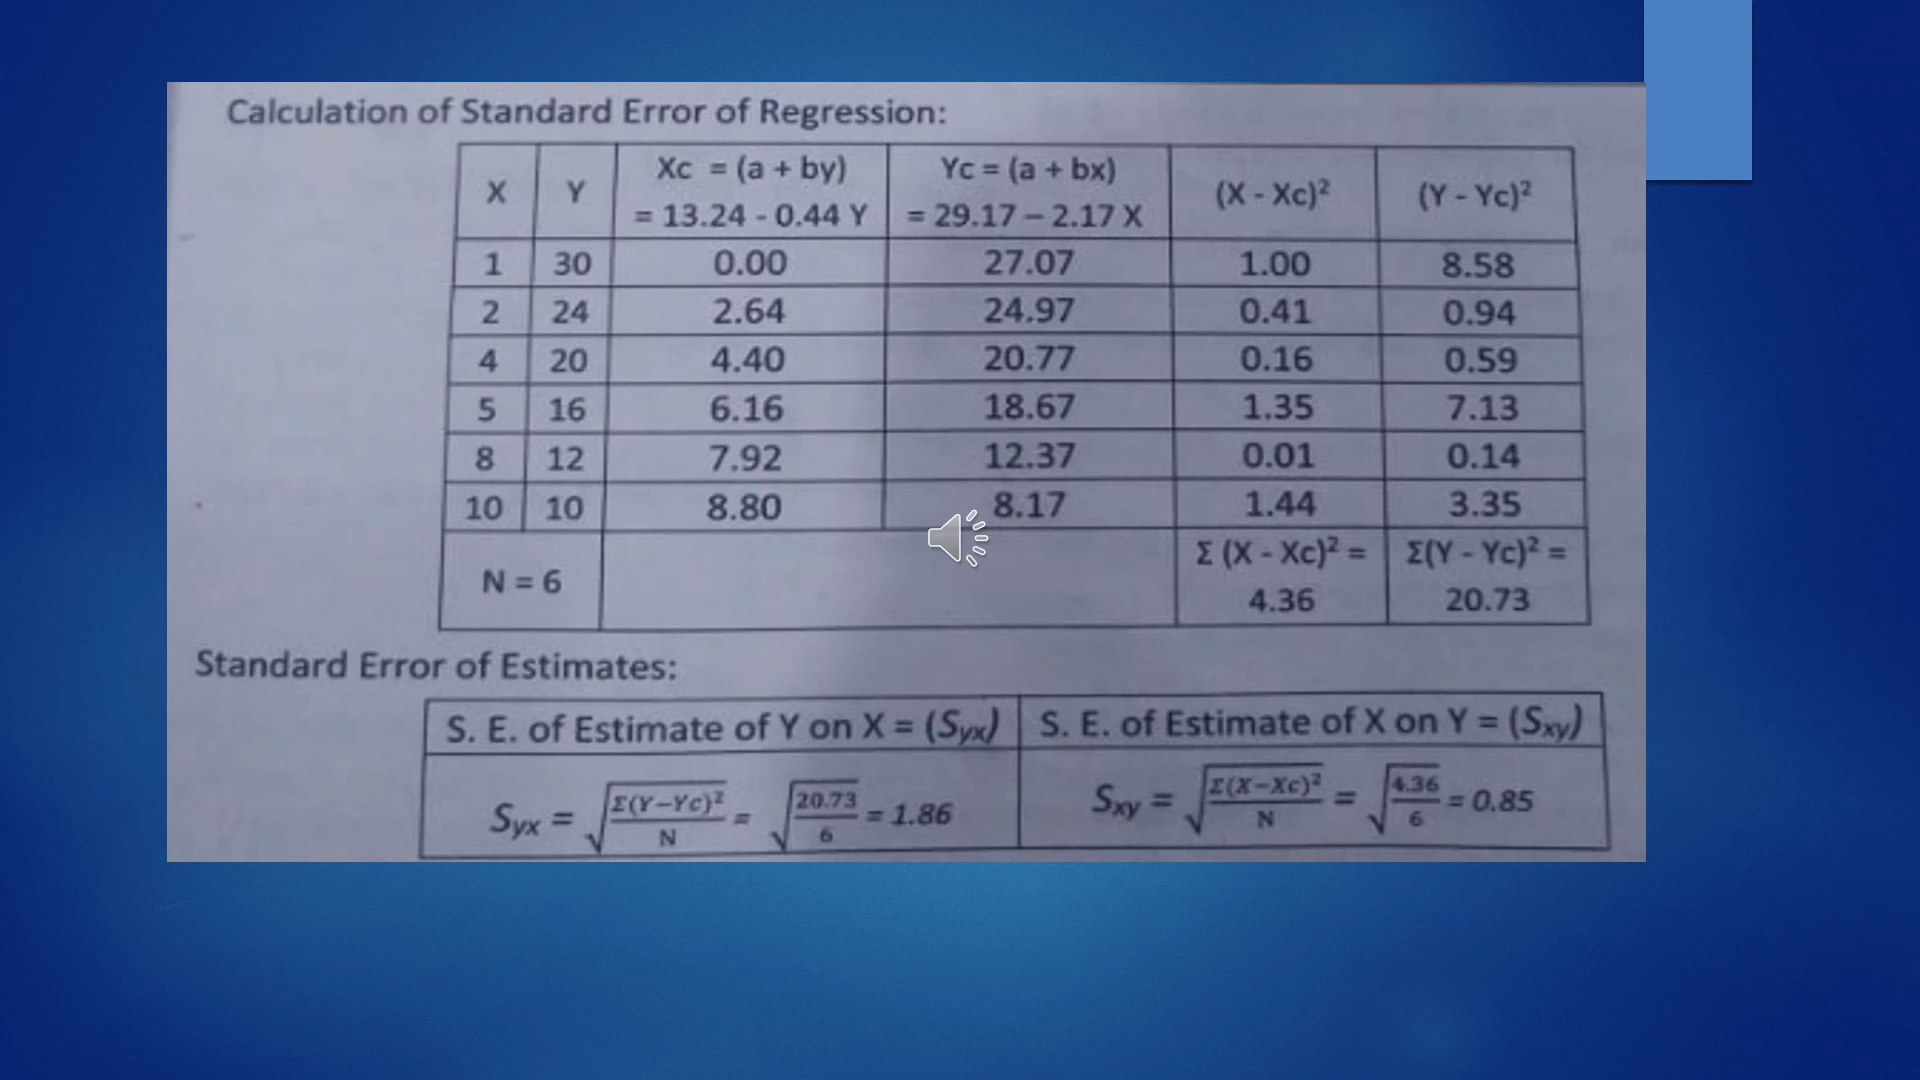 Calculation of Standard Error of Regression:
X Y Xc = (a + by) = 13.24 - 0.44 Y Yc = (a + bx) = 29.17 – 2.17 X (X - Xc)² (Y - Yc)²
1 30 0.00 27.07 1.00 8.58
2 24 2.64 24.97 0.41 0.94
4 20 4.40 20.77 0.16 0.59
5 16 6.16 18.67 1.35 7.13
8 12 7.92 12.37 0.01 0.14
10 10 8.80 8.17 1.44 3.35
N = 6 Σ (X - Xc)² = 4.36 Σ(Y - Yc)² = 20.73
Standard Error of Estimates:
S. E. of Estimate of Y on X = (Syx) S. E. of Estimate of X on Y = (Sxy)
Syx = √(Σ(Y−Yc)²/N) = √(20.73/6) = 1.86 Sxy = √(Σ(X−Xc)²/N) = √(4.36/6) = 0.85